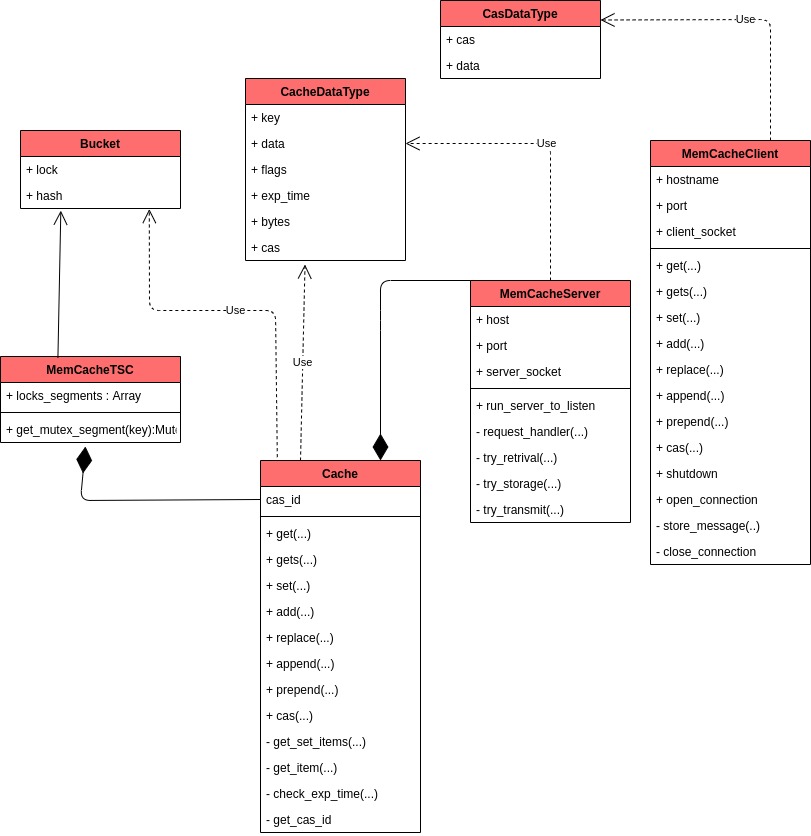 CasDataType
+ cas
+ data
Use
CacheDataType
+ key
+ data
+ flags
+ exp_time
+ bytes
+ cas
Use
Bucket
+ lock
+ hash
Use
Use
MemCacheClient
+ hostname
+ port
+ client_socket
+ get(...)
+ gets(...)
+ set(...)
+ add(...)
+ replace(...)
+ append(...)
+ prepend(...)
+ cas(...)
+ shutdown
+ open_connection
- store_message(..)
- close_connection
MemCacheServer
+ host
+ port
+ server_socket
+ run_server_to_listen
- request_handler(...)
- try_retrival(...)
- try_storage(...)
- try_transmit(...)
MemCacheTSC
+ locks_segments : Array
+ get_mutex_segment(key):Mut
Cache
cas_id
+ get(...)
+ gets(...)
+ set(...)
+ add(...)
+ replace(...)
+ append(...)
+ prepend(...)
+ cas(...)
- get_set_items(...)
- get_item(...)
- check_exp_time(...)
- get_cas_id